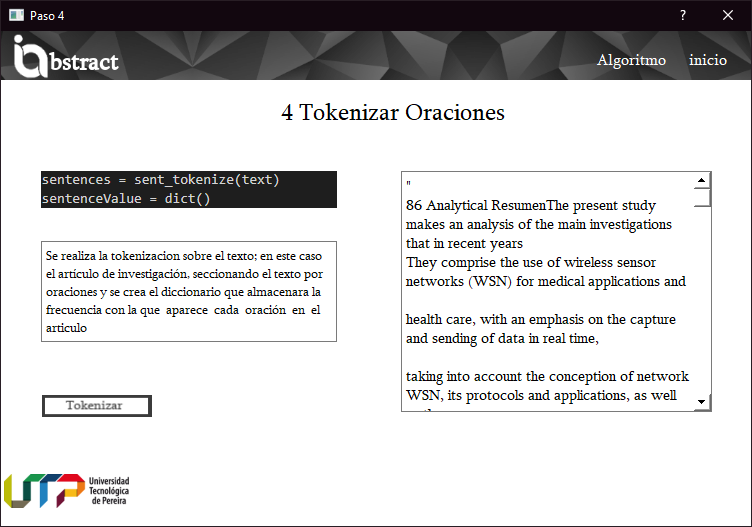 Paso 4
?
iabstract
Algoritmo inicio
4 Tokenizar Oraciones
sentences = sent_tokenize(text)
sentenceValue = dict()
Se realiza la tokenizacion sobre el texto; en este caso
el artículo de investigación, seccionando el texto por
oraciones y se crea el diccionario que almacenara la
frecuencia con la que aparece cada oración en el
articulo
Tokenizar
"
86 Analytical ResumenThe present study
makes an analysis of the main investigations
that in recent years
They comprise the use of wireless sensor
networks (WSN) for medical applications and
health care, with an emphasis on the capture
and sending of data in real time,
taking into account the conception of network
WSN, its protocols and applications, as well
UTP
Universidad
Tecnológica
de Pereira